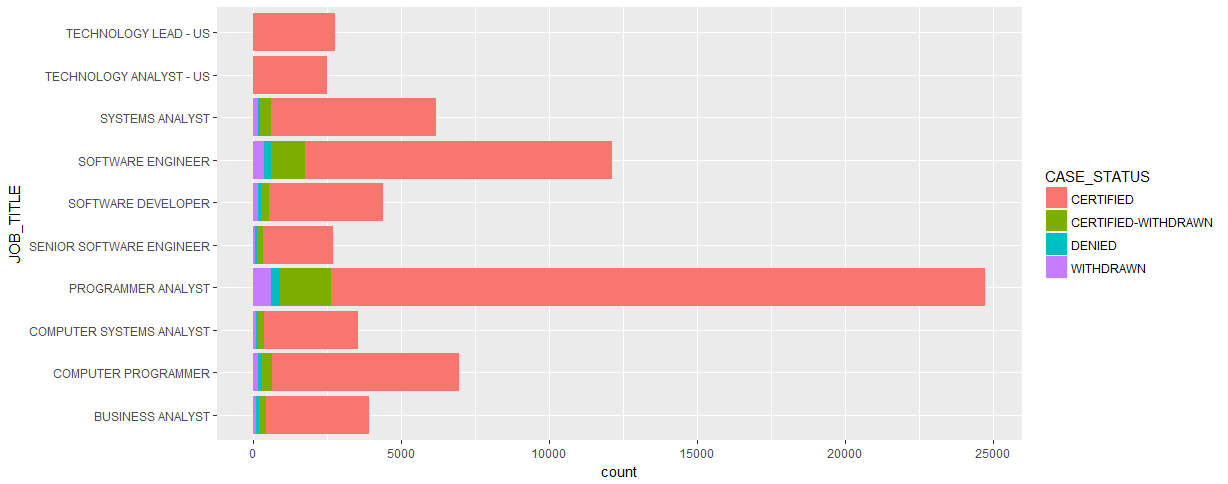 TECHNOLOGY LEAD - US
TECHNOLOGY ANALYST - US
SYSTEMS ANALYST
SOFTWARE ENGINEER
SOFTWARE DEVELOPER
SENIOR SOFTWARE ENGINEER
PROGRAMMER ANALYST
COMPUTER SYSTEMS ANALYST
COMPUTER PROGRAMMER
BUSINESS ANALYST
JOB_TITLE
0 5000 10000 15000 20000 25000
count
CASE_STATUS
CERTIFIED
CERTIFIED-WITHDRAWN
DENIED
WITHDRAWN